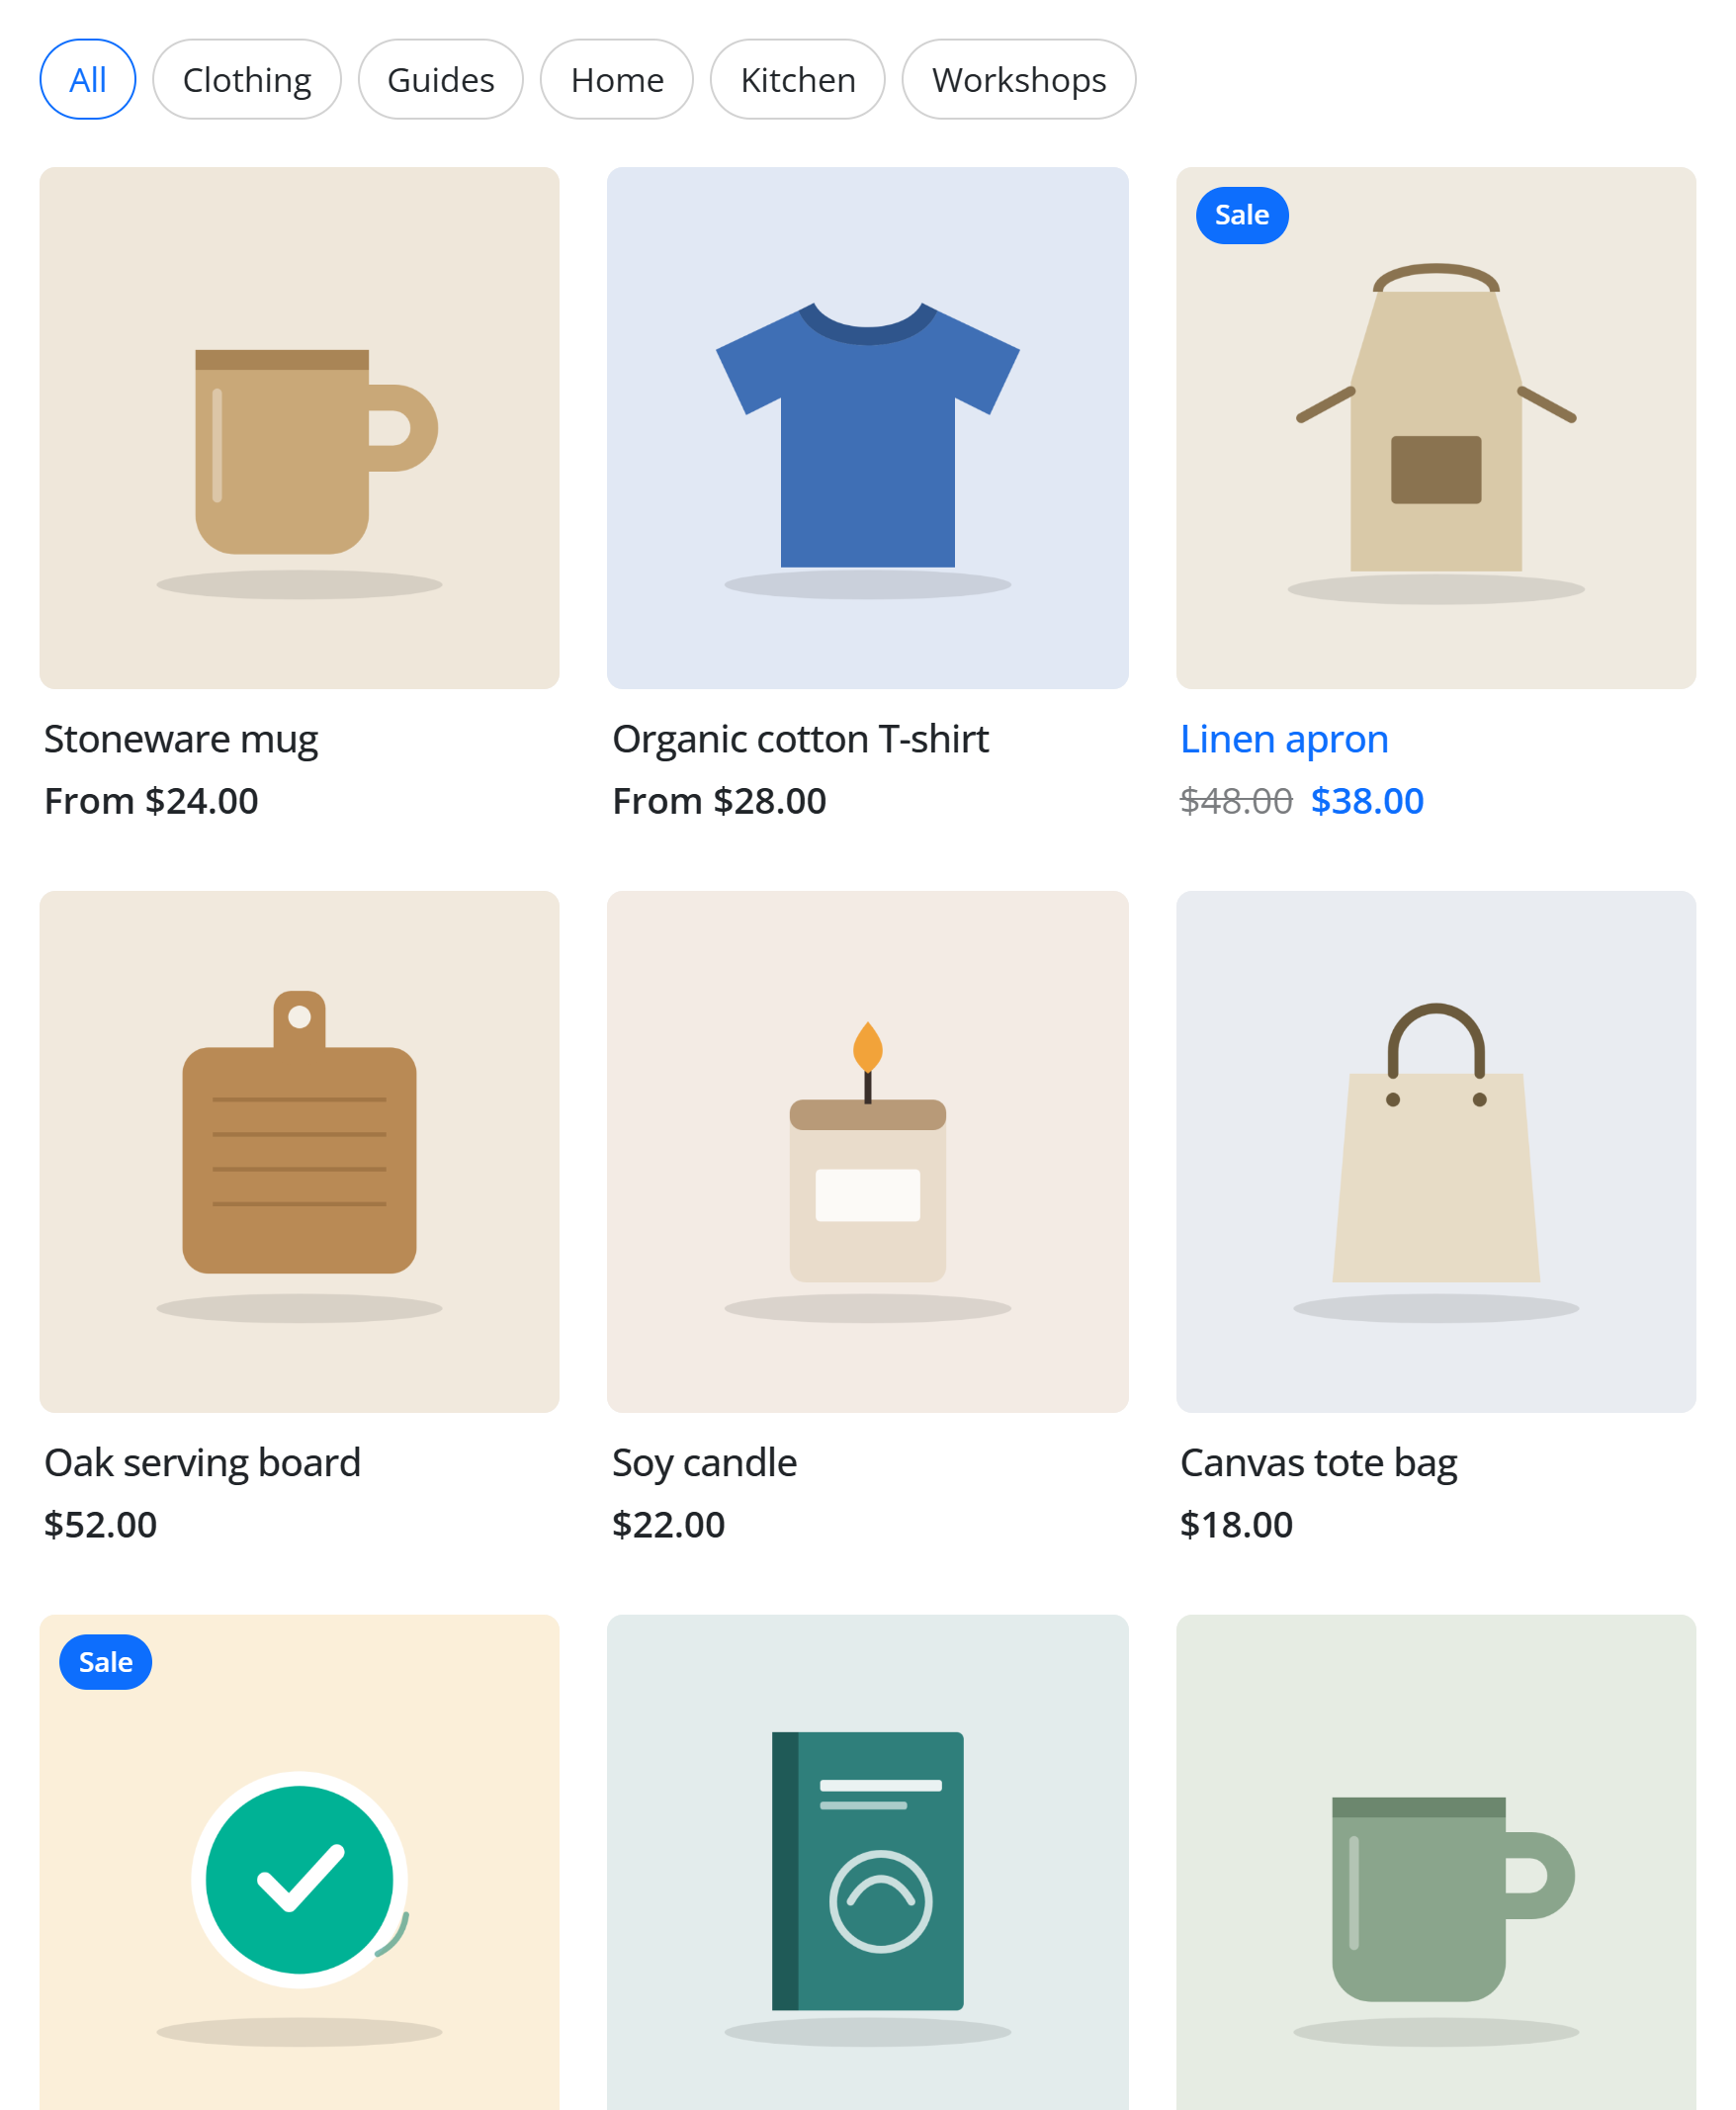 All
Clothing
Guides
Home
Kitchen
Workshops
Sale
Stoneware mug
From $24.00
Organic cotton T-shirt
From $28.00
Linen apron
$48.00 $38.00
Oak serving board
$52.00
Soy candle
$22.00
Canvas tote bag
$18.00
Sale